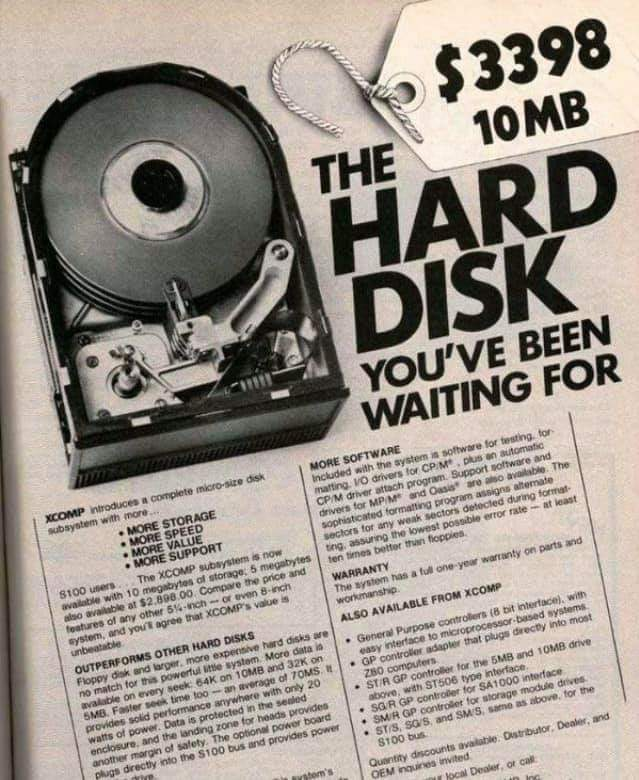 $3398
10MB
THE
HARD
DISK
YOU'VE BEEN
WAITING FOR
XCOMP introduces a complete micro-size disk
subsystem with more...
• MORE STORAGE
• MORE SPEED
• MORE VALUE
• MORE SUPPORT
S100 users... The XCOMP subsystem is now
available with 10 megabytes of storage, 5 megabytes
also available at $2,898.00. Compare the price and
features of any other 5¼-inch — or even 8-inch
system, and you'll agree that XCOMP's value is
unbeatable.
OUTPERFORMS OTHER HARD DISKS
Floppy disk and larger, more expensive hard disks are
no match for this powerful little system. More data is
available on every seek: 64K on 10MB and 32K on
5MB. Faster seek time too — an average of 70MS. It
provides solid performance anywhere with only 20
watts of power. Data is protected in the sealed
enclosure, and the landing zone for heads provides
another margin of safety. The optional power board
plugs directly into the S100 bus and provides power
drive.
system's
MORE SOFTWARE
Included with the system is software for testing, for-
matting, I/O drivers for CP/M®, plus an automatic
CP/M driver attach program. Support software and
drivers for MP/M® and Oasis® are also available. The
sophisticated formatting program assigns alternate
sectors for any weak sectors detected during format-
ting, assuring the lowest possible error rate — at least
ten times better than floppies.
WARRANTY
The system has a full one-year warranty on parts and
workmanship.
ALSO AVAILABLE FROM XCOMP
• General Purpose controllers (8 bit interface), with
easy interface to microprocessor-based systems.
• GP controller adapter that plugs directly into most
Z80 computers.
• ST/R GP controller for the 5MB and 10MB drive
above, with ST506 type interface.
• SG/R GP controller for SA1000 interface.
• SM/R GP controller for storage module drives.
• ST/S, SG/S, and SM/S, same as above, for the
S100 bus.
Quantity discounts available. Distributor, Dealer, and
OEM inquiries invited.
your local Dealer, or call: